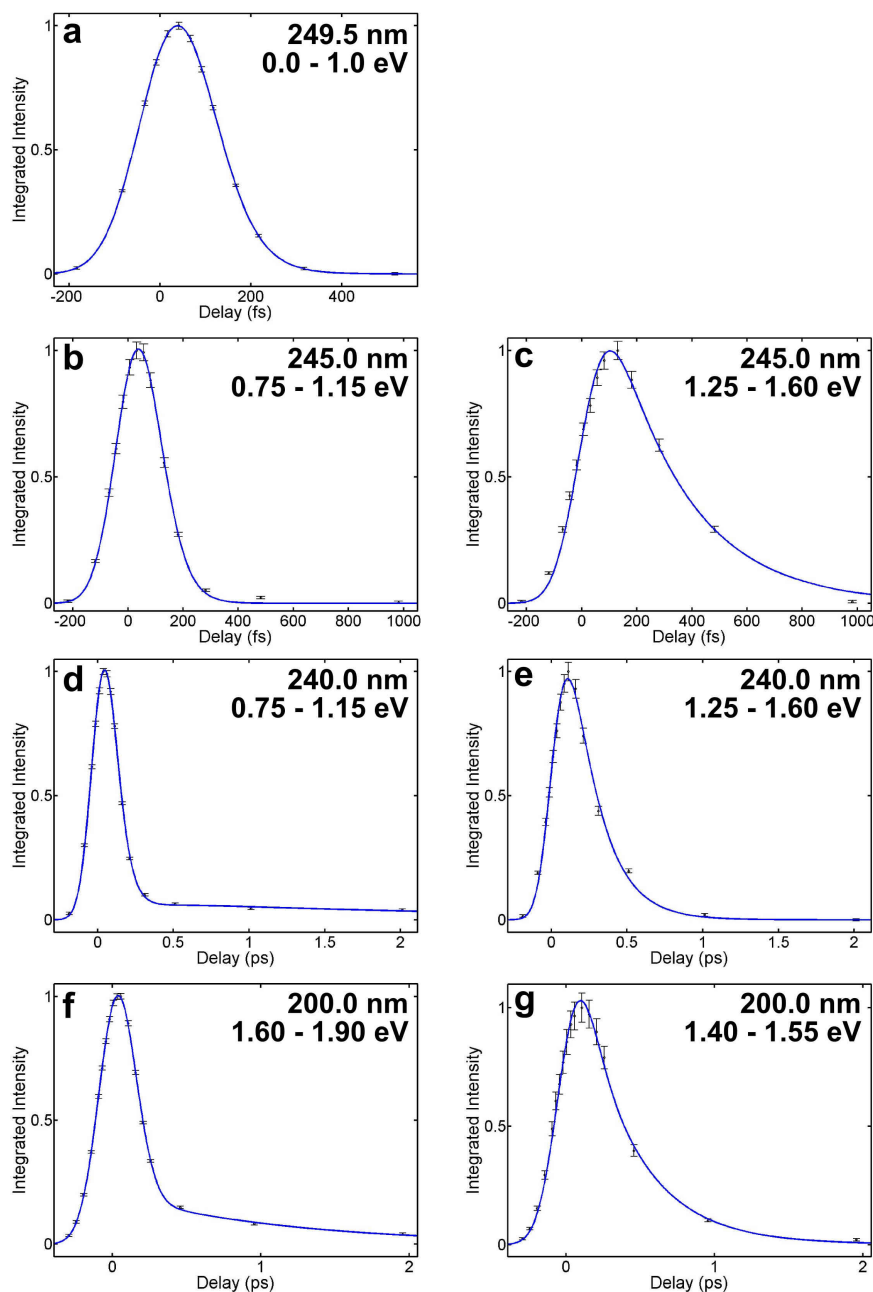 a
249.5 nm
0.0 - 1.0 eV
Integrated Intensity
1
0.5
0
-200 0 200 400
Delay (fs)
b
245.0 nm
0.75 - 1.15 eV
Integrated Intensity
1
0.5
0
-200 0 200 400 600 800 1000
Delay (fs)
c
245.0 nm
1.25 - 1.60 eV
Integrated Intensity
1
0.5
0
-200 0 200 400 600 800 1000
Delay (fs)
d
240.0 nm
0.75 - 1.15 eV
Integrated Intensity
1
0.5
0
0 0.5 1 1.5 2
Delay (ps)
e
240.0 nm
1.25 - 1.60 eV
Integrated Intensity
1
0.5
0
0 0.5 1 1.5 2
Delay (ps)
f
200.0 nm
1.60 - 1.90 eV
Integrated Intensity
1
0.5
0
0 1 2
Delay (ps)
g
200.0 nm
1.40 - 1.55 eV
Integrated Intensity
1
0.5
0
0 1 2
Delay (ps)